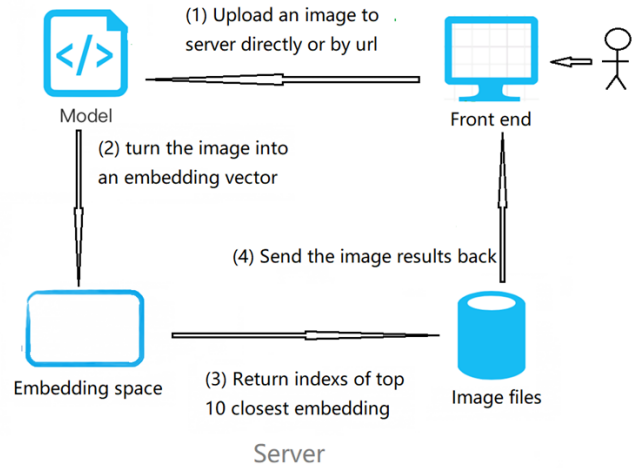 (1) Upload an image to
server directly or by url
</>
Model
Front end
(2) turn the image into
an embedding vector
(4) Send the image results back
Embedding space
(3) Return indexs of top
10 closest embedding
Image files
Server